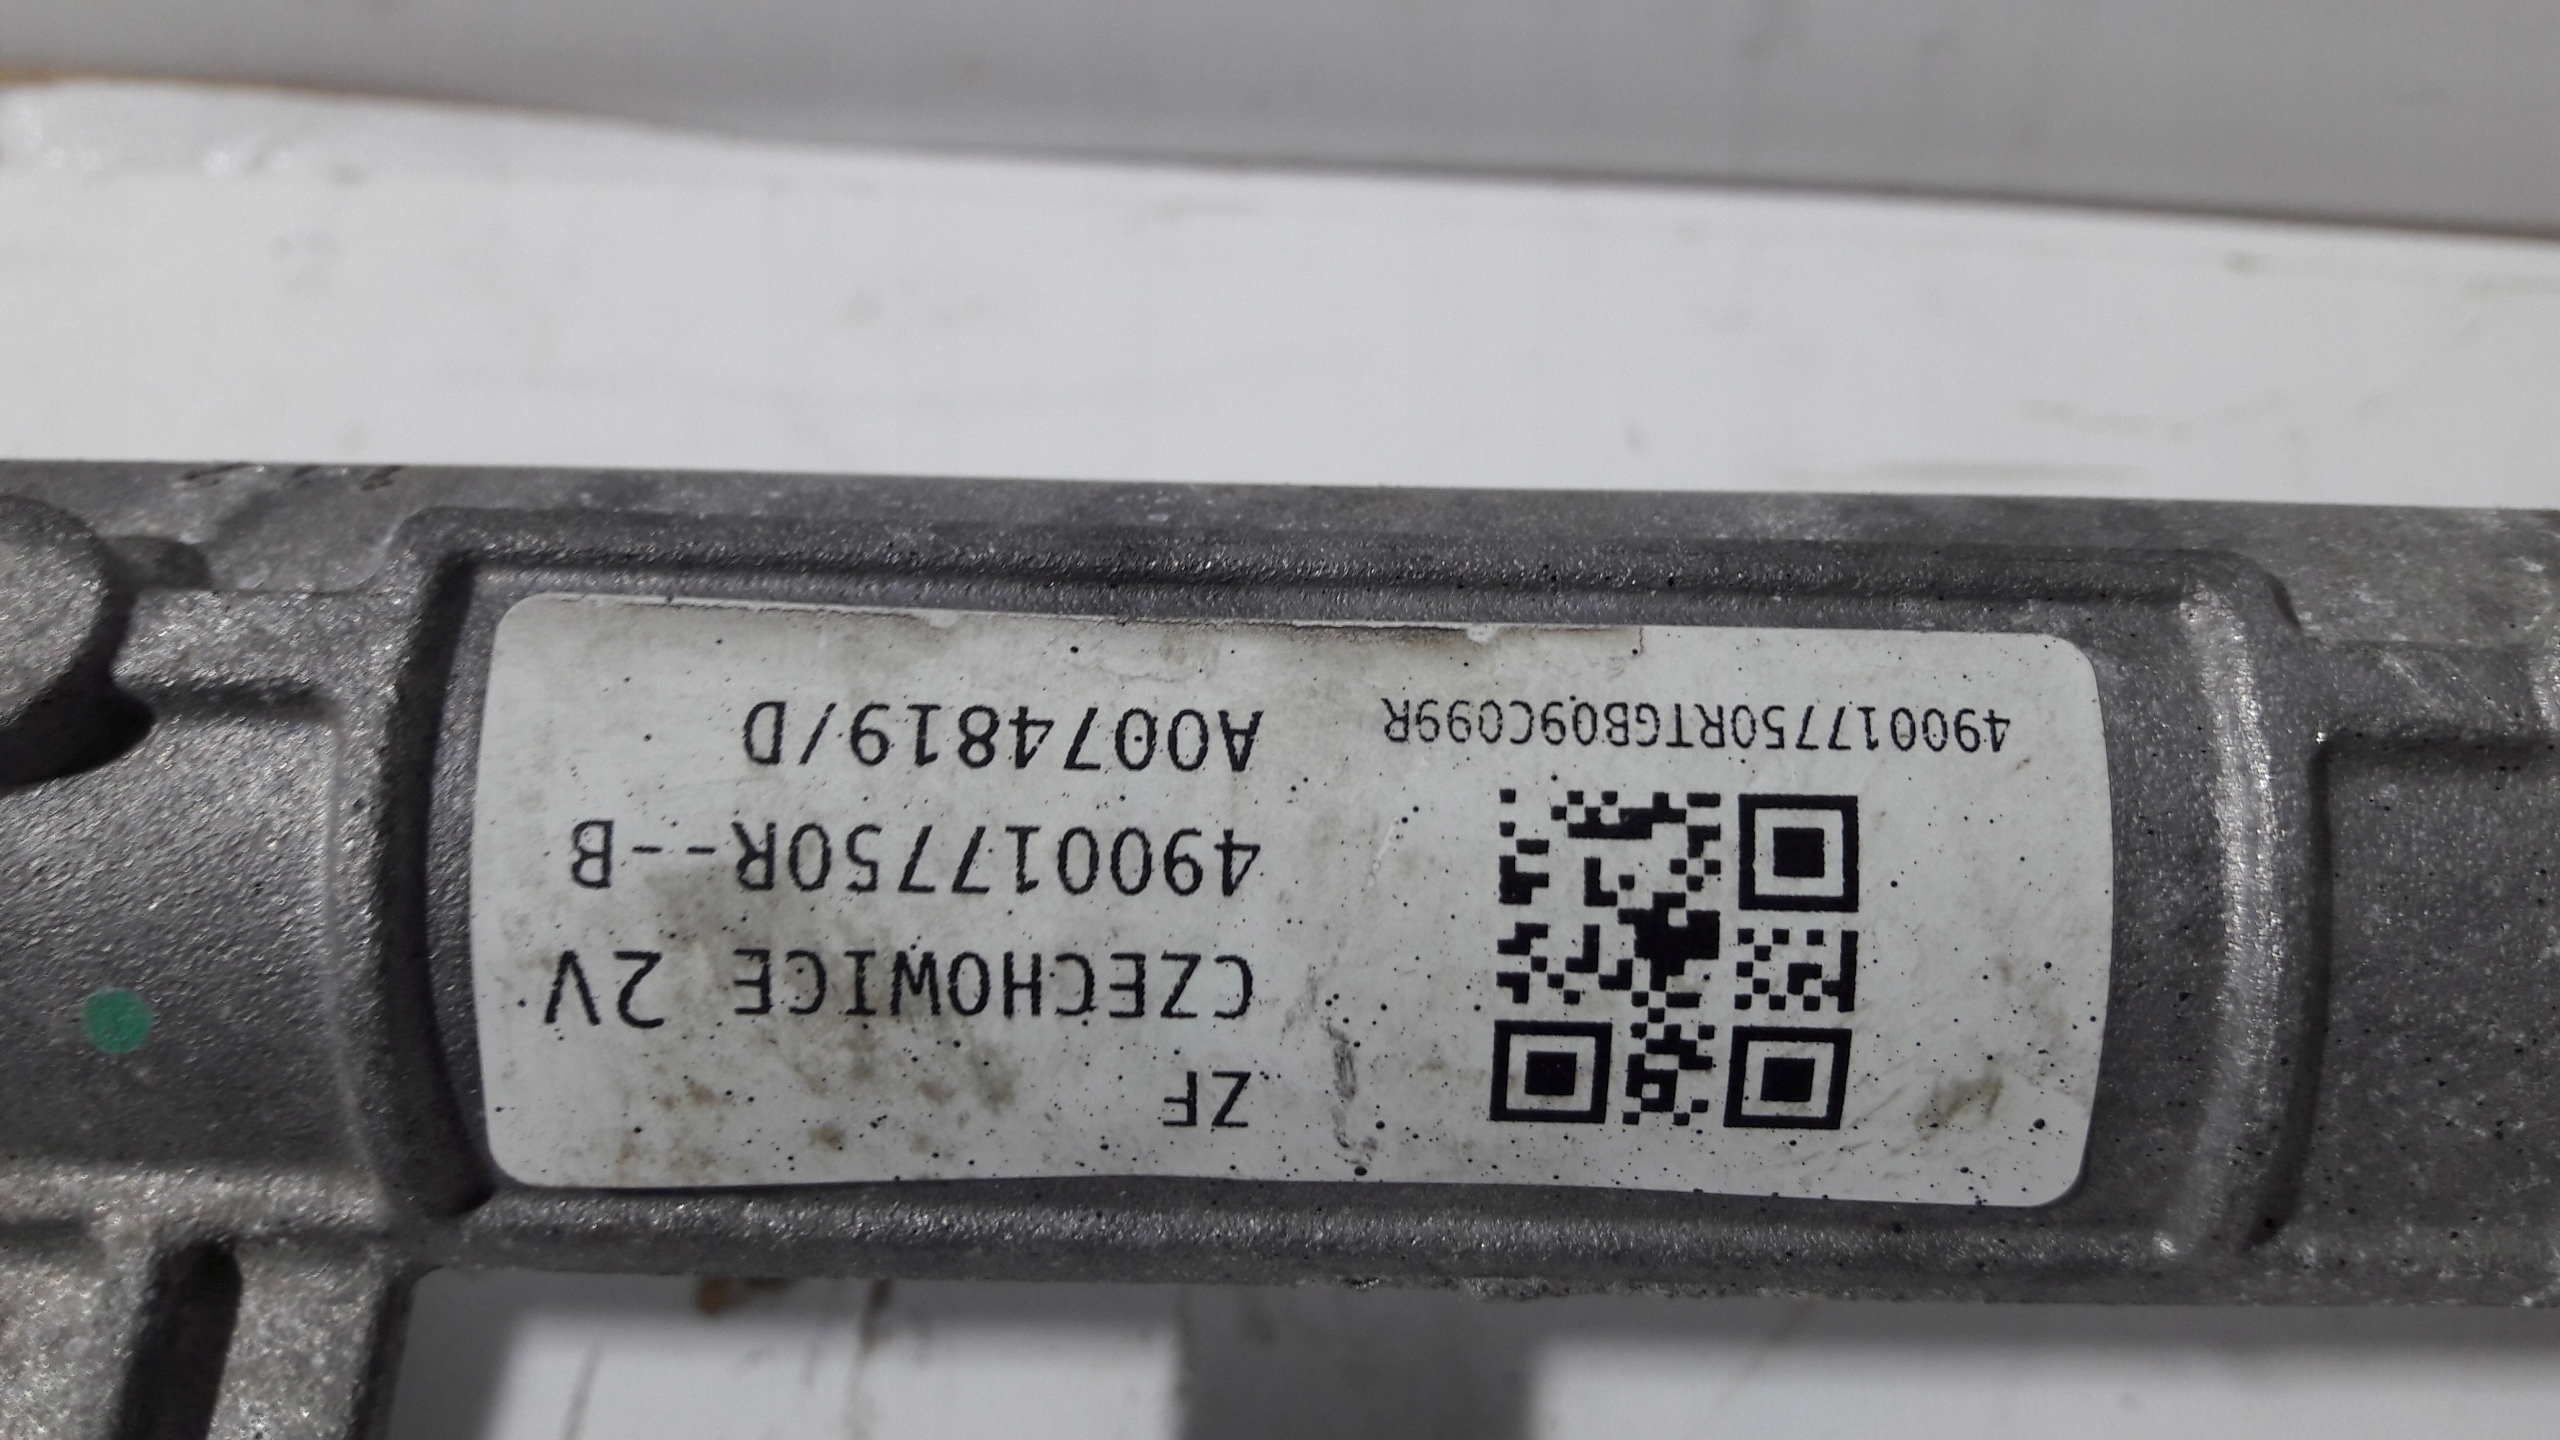 ZF
CZECHOWICE 2V
490017750R--B
A0074819/D
490017750RTGB09C099R